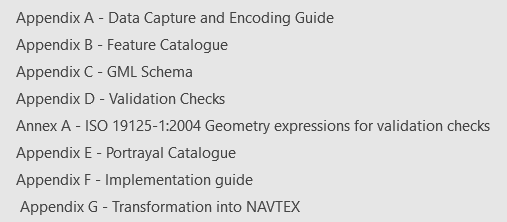 Appendix A - Data Capture and Encoding Guide
Appendix B - Feature Catalogue
Appendix C - GML Schema
Appendix D - Validation Checks
Annex A - ISO 19125-1:2004 Geometry expressions for validation checks
Appendix E - Portrayal Catalogue
Appendix F - Implementation guide
Appendix G - Transformation into NAVTEX